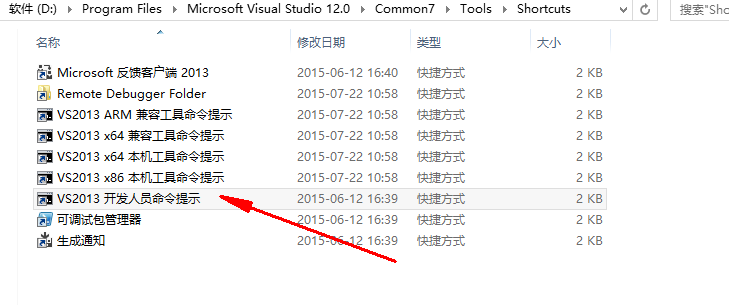 软件 (D:) Program Files Microsoft Visual Studio 12.0 Common7 Tools Shortcuts 搜索"Sho
名称 修改日期 类型 大小
Microsoft 反馈客户端 2013 2015-06-12 16:40 快捷方式 2 KB
Remote Debugger Folder 2015-07-22 10:58 快捷方式 2 KB
VS2013 ARM 兼容工具命令提示 2015-07-22 10:58 快捷方式 2 KB
VS2013 x64 兼容工具命令提示 2015-07-22 10:58 快捷方式 2 KB
VS2013 x64 本机工具命令提示 2015-07-22 10:58 快捷方式 2 KB
VS2013 x86 本机工具命令提示 2015-07-22 10:58 快捷方式 2 KB
VS2013 开发人员命令提示 2015-06-12 16:39 快捷方式 2 KB
可调试包管理器 2015-06-12 16:39 快捷方式 2 KB
生成通知 2015-06-12 16:39 快捷方式 2 KB